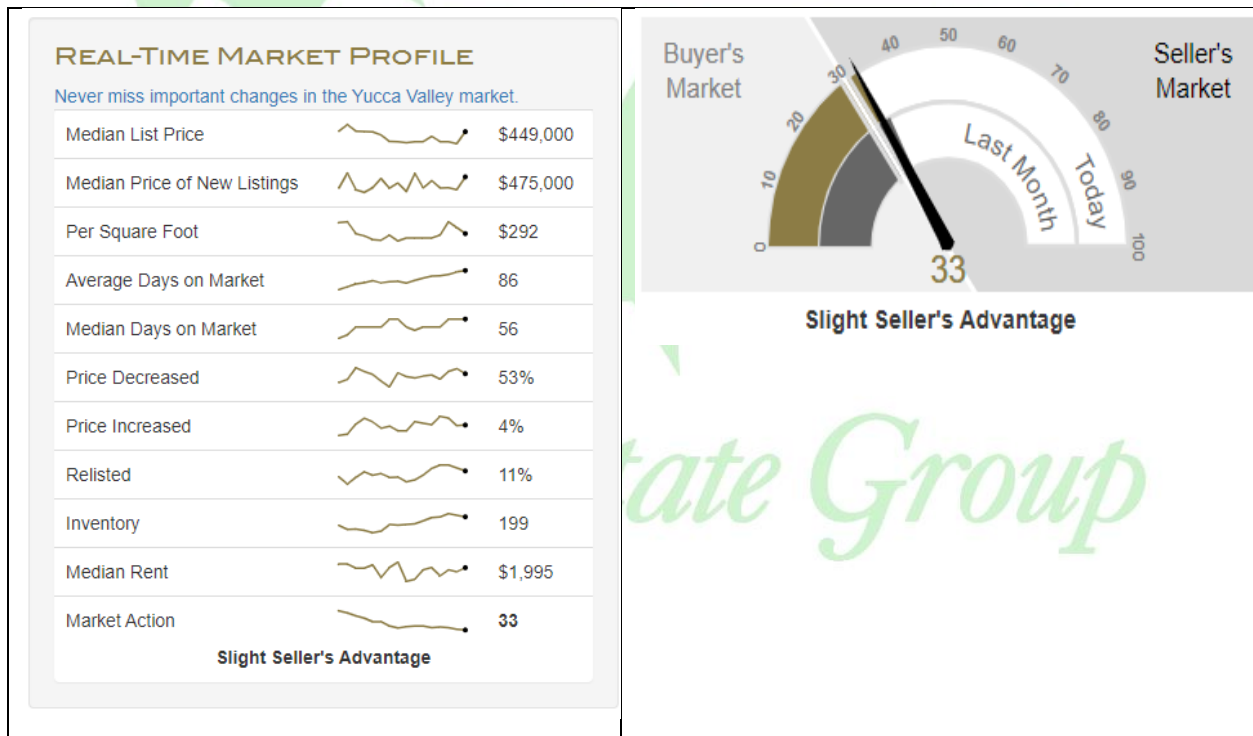 REAL-TIME MARKET PROFILE
Never miss important changes in the Yucca Valley market.
Median List Price $449,000
Median Price of New Listings $475,000
Per Square Foot $292
Average Days on Market 86
Median Days on Market 56
Price Decreased 53%
Price Increased 4%
Relisted 11%
Inventory 199
Median Rent $1,995
Market Action 33
Slight Seller's Advantage
Buyer's
Market
Seller's
Market
0
10
20
30
40
50
60
70
80
90
100
Last Month
Today
33
Slight Seller's Advantage
tate Group